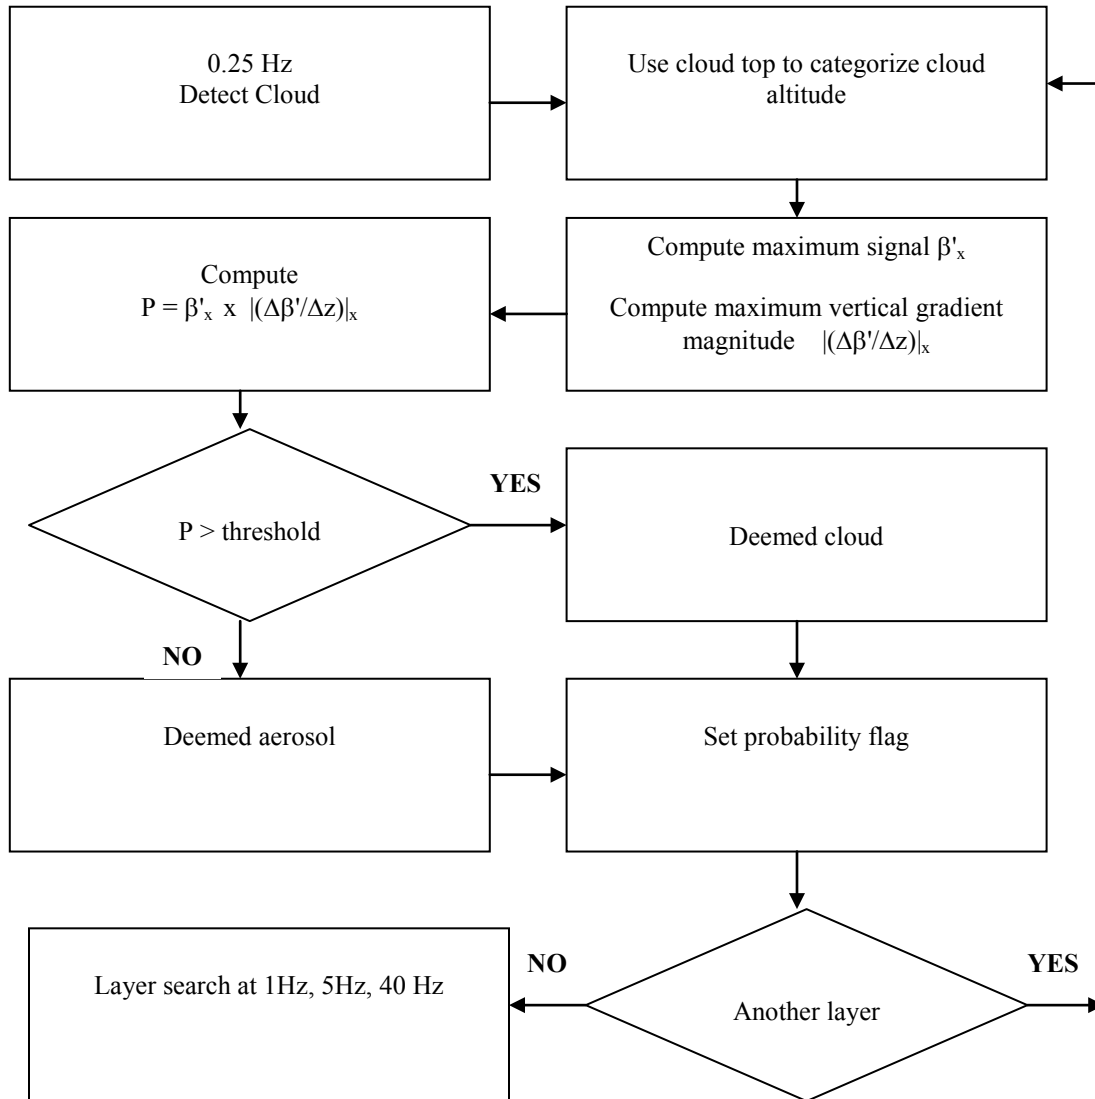 0.25 Hz
Detect Cloud
Use cloud top to categorize cloud
altitude
Compute maximum signal β'ₓ
Compute maximum vertical gradient
magnitude |(Δβ'/Δz)|ₓ
Compute
P = β'ₓ x |(Δβ'/Δz)|ₓ
P > threshold
YES
Deemed cloud
NO
Deemed aerosol
Set probability flag
Another layer
NO
YES
Layer search at 1Hz, 5Hz, 40 Hz